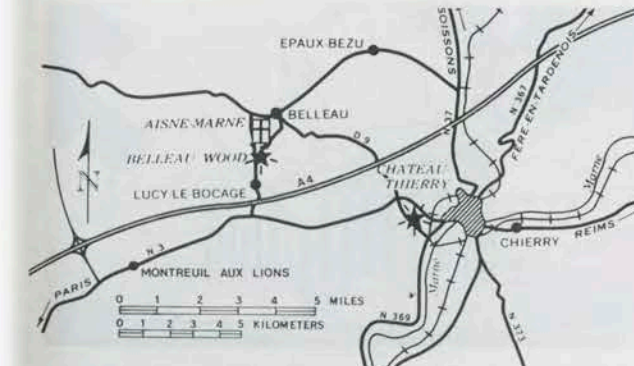 EPAUX BEZU
SOISSONS
N 37
N 367
FÈRE-EN-TARDENOIS
BELLEAU
AISNE-MARNE
D 9
BELLEAU WOOD
CHATEAU-
THIERRY
Marne
LUCY LE BOCAGE
A4
N
REIMS
CHIERRY
N 3
MONTREUIL AUX LIONS
PARIS
Marne
0 1 2 3 4 5 MILES
0 1 2 3 4 5 KILOMETERS
N 369
N 373